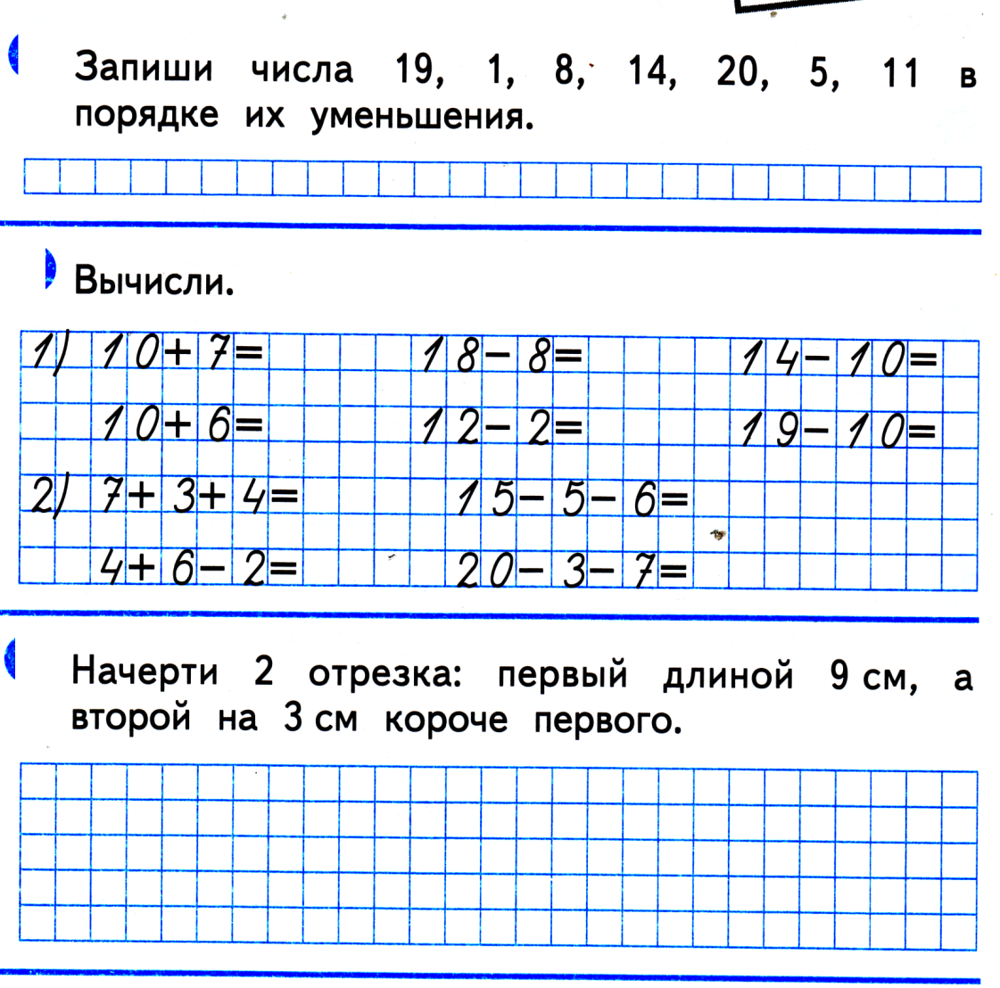 Запиши числа 19, 1, 8, 14, 20, 5, 11 в
порядке их уменьшения.
Вычисли.
1) 10+7= 18-8= 14-10=
10+6= 12-2= 19-10=
2) 7+3+4= 15-5-6=
4+6-2= 20-3-7=
Начерти 2 отрезка: первый длиной 9 см, а
второй на 3 см короче первого.